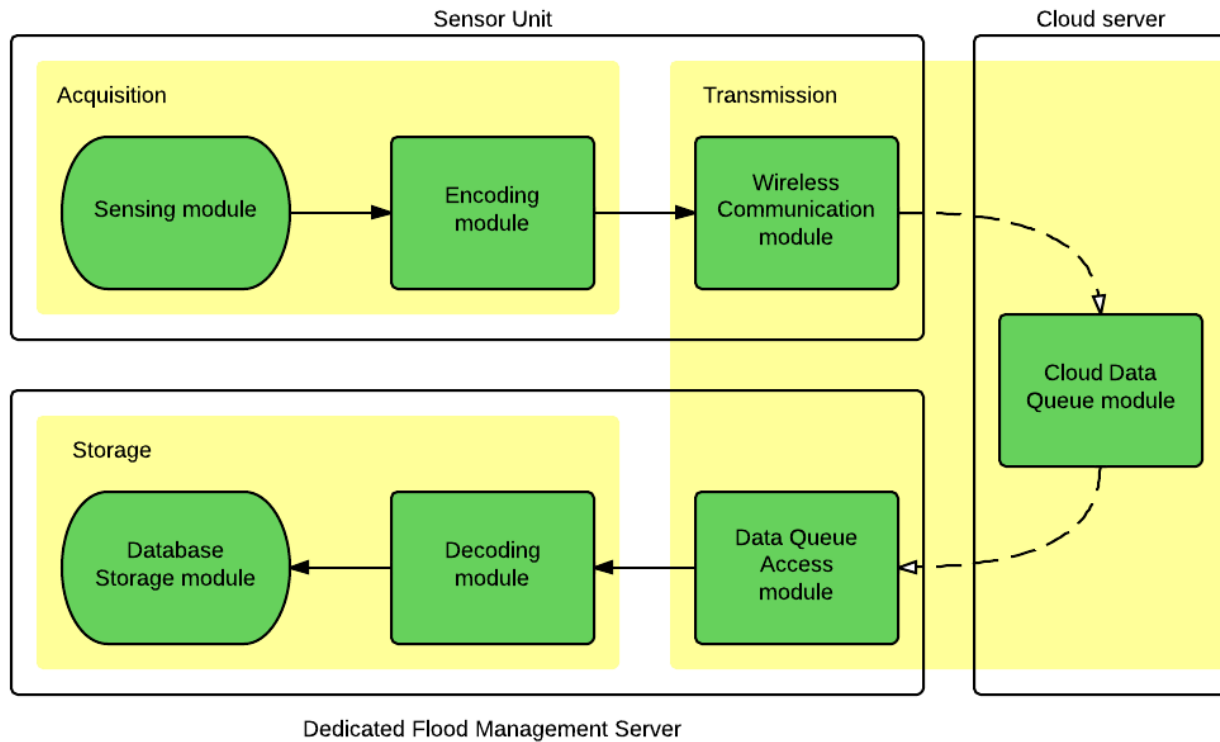 Sensor Unit
Cloud server
Acquisition
Transmission
Sensing module
Encoding
module
Wireless
Communication
module
Cloud Data
Queue module
Storage
Database
Storage module
Decoding
module
Data Queue
Access
module
Dedicated Flood Management Server